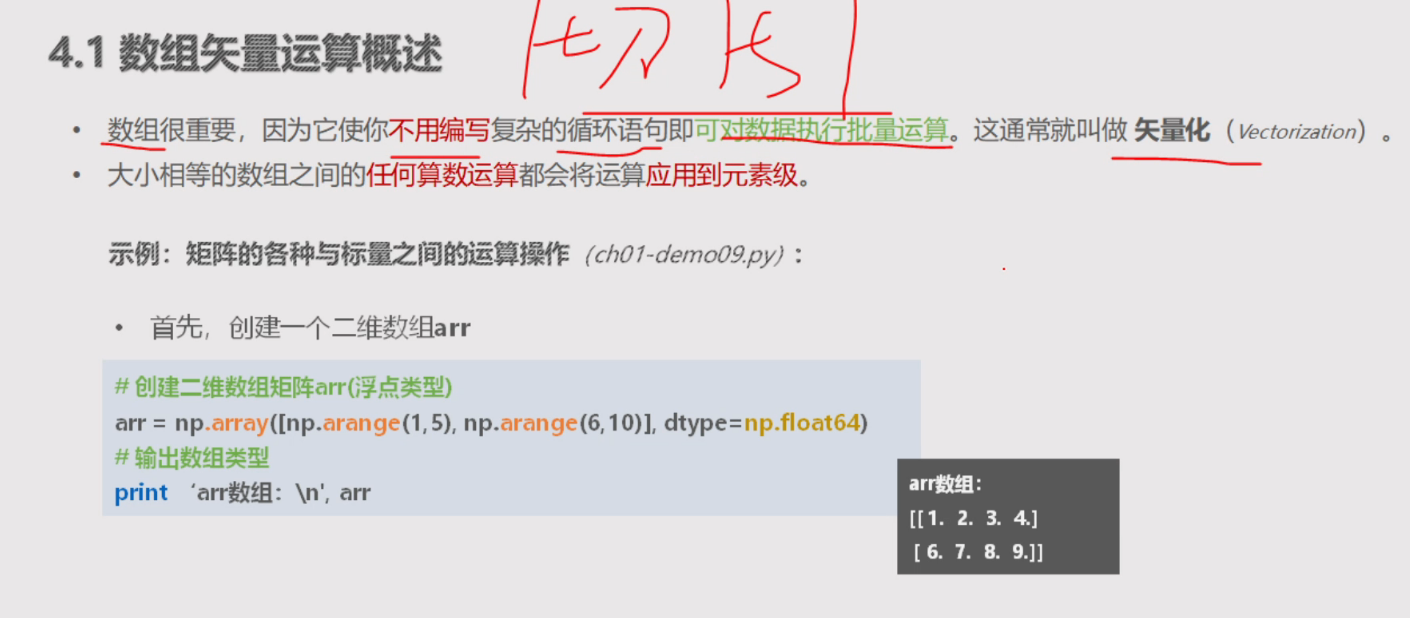 4.1 数组矢量运算概述
• 数组很重要，因为它使你不用编写复杂的循环语句即可对数据执行批量运算。这通常就叫做 矢量化（Vectorization）。
• 大小相等的数组之间的任何算数运算都会将运算应用到元素级。
示例：矩阵的各种与标量之间的运算操作（ch01-demo09.py）：
• 首先，创建一个二维数组arr
# 创建二维数组矩阵arr(浮点类型)
arr = np.array([np.arange(1,5), np.arange(6,10)], dtype=np.float64)
# 输出数组类型
print ‘arr数组：\n', arr
arr数组：
[[ 1. 2. 3. 4.]
[ 6. 7. 8. 9.]]